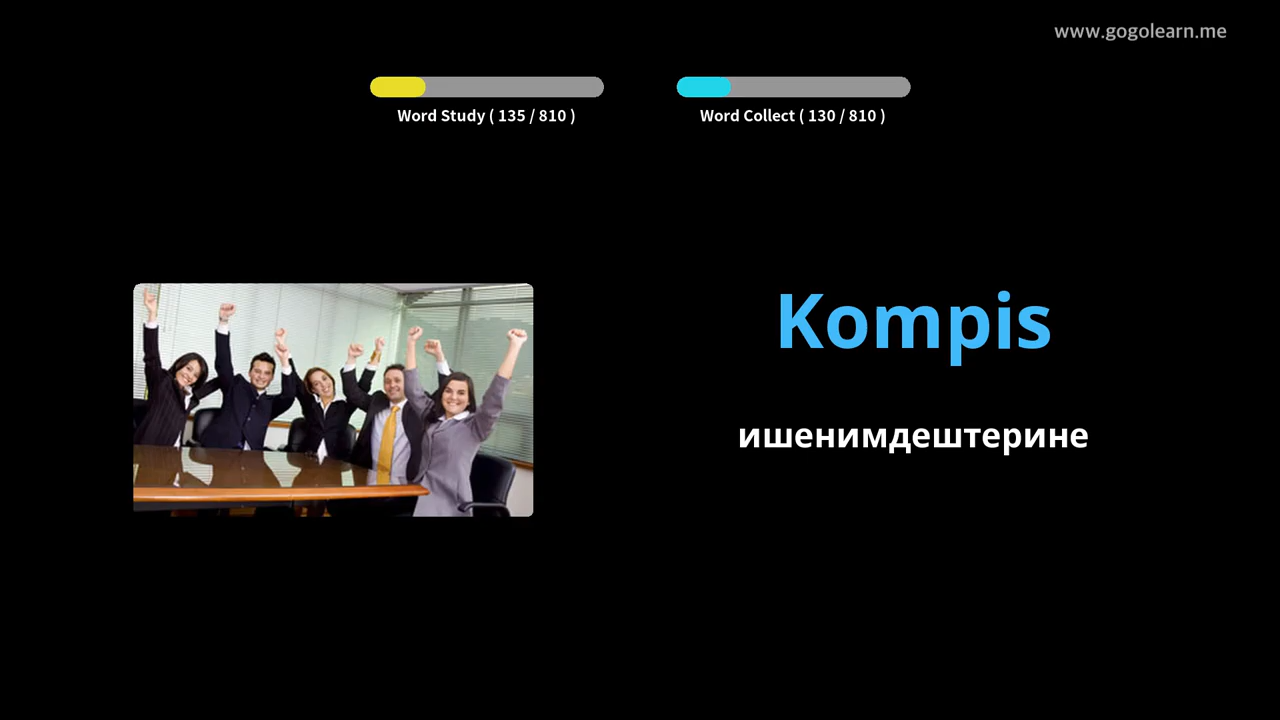 www.gogolearn.me
Word Study ( 135 / 810 )
Word Collect ( 130 / 810 )
Kompis
ишенимдештерине